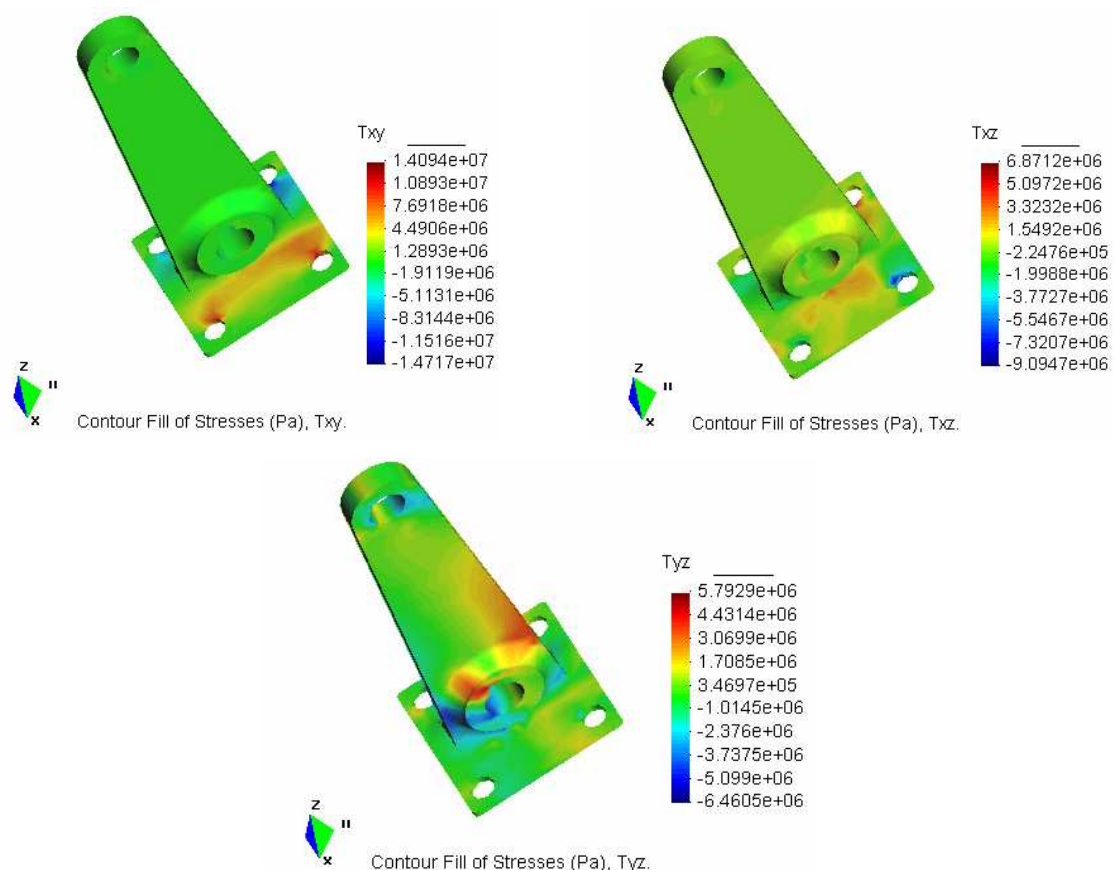 Txy
1.4094e+07
1.0893e+07
7.6918e+06
4.4906e+06
1.2893e+06
-1.9119e+06
-5.1131e+06
-8.3144e+06
-1.1516e+07
-1.4717e+07
z
x
Contour Fill of Stresses (Pa), Txy.
Txz
6.8712e+06
5.0972e+06
3.3232e+06
1.5492e+06
-2.2476e+05
-1.9988e+06
-3.7727e+06
-5.5467e+06
-7.3207e+06
-9.0947e+06
z
x
Contour Fill of Stresses (Pa), Txz.
Tyz
5.7929e+06
4.4314e+06
3.0699e+06
1.7085e+06
3.4697e+05
-1.0145e+06
-2.376e+06
-3.7375e+06
-5.099e+06
-6.4605e+06
z
x
Contour Fill of Stresses (Pa), Tyz.